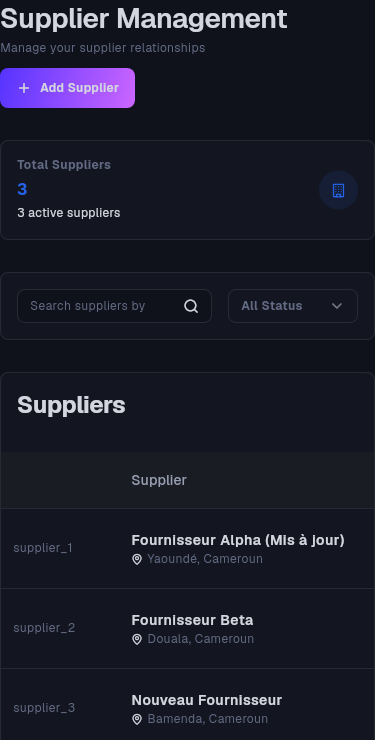 Supplier Management
Manage your supplier relationships
Add Supplier
Total Suppliers
3
3 active suppliers
Search suppliers by
All Status
Suppliers
Supplier
supplier_1
Fournisseur Alpha (Mis à jour)
Yaoundé, Cameroun
supplier_2
Fournisseur Beta
Douala, Cameroun
supplier_3
Nouveau Fournisseur
Bamenda, Cameroun